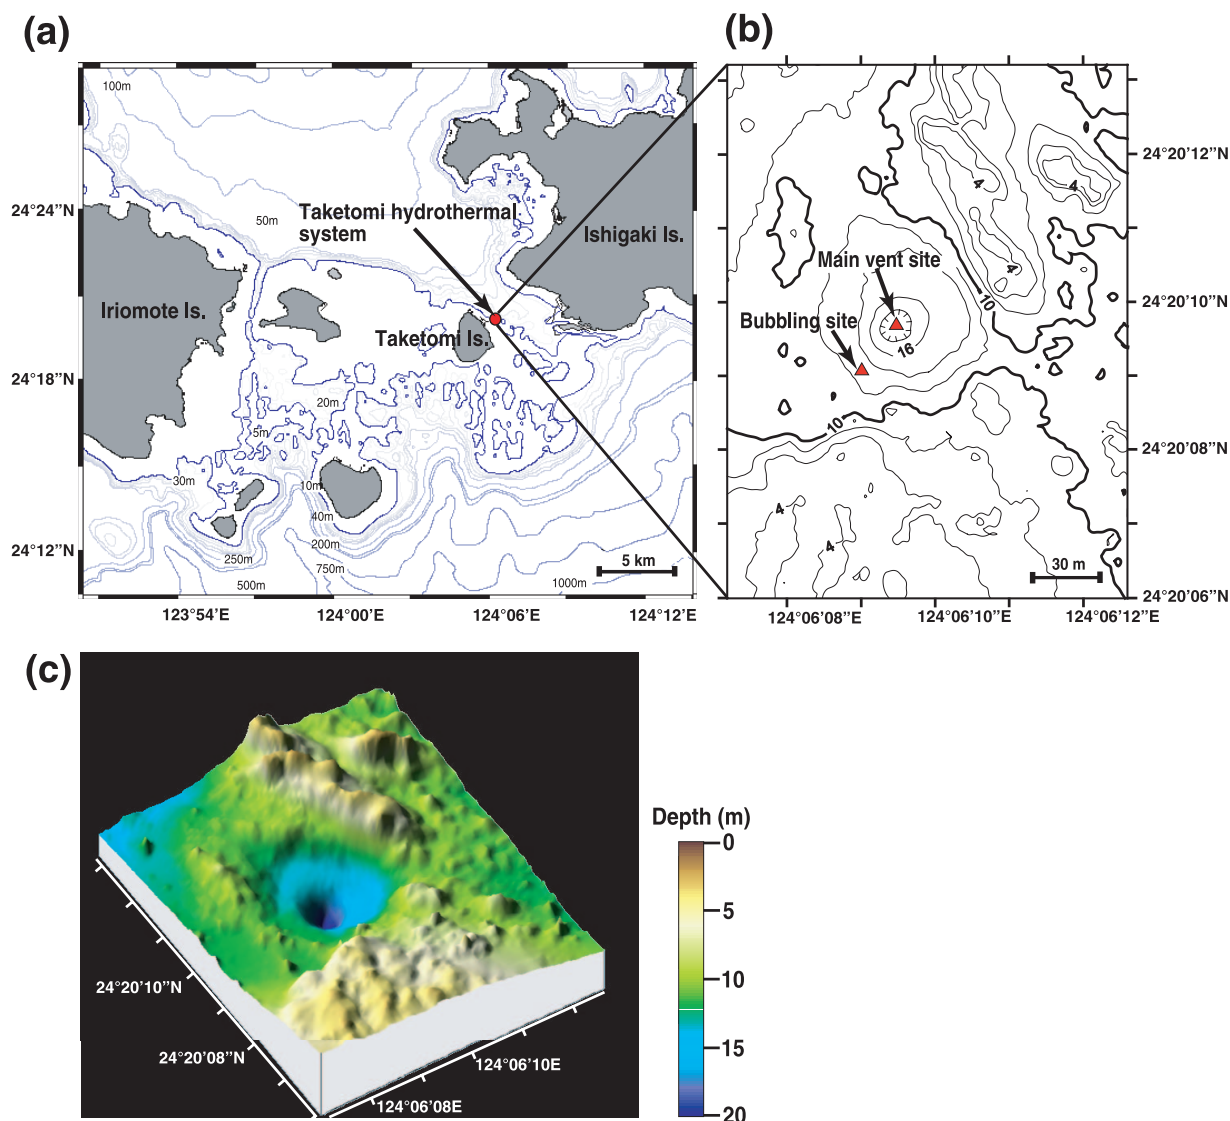 (a)
100m
24°24’’N
50m
Taketomi hydrothermal
system
Ishigaki Is.
Iriomote Is.
Taketomi Is.
24°18’’N
20m
5m
30m
10m
40m
200m
24°12’’N
250m
750m
500m
1000m
5 km
123°54’E
124°00’E
124°06’E
124°12’E
(b)
24°20’12’’N
4
4
4
Main vent site
10
24°20’10’’N
Bubbling site
16
10
24°20’08’’N
4
4
30 m
24°20’06’’N
124°06’08’’E
124°06’10’’E
124°06’12’’E
(c)
Depth (m)
0
5
10
15
20
24°20’10’’N
24°20’08’’N
124°06’10E
124°06’08E